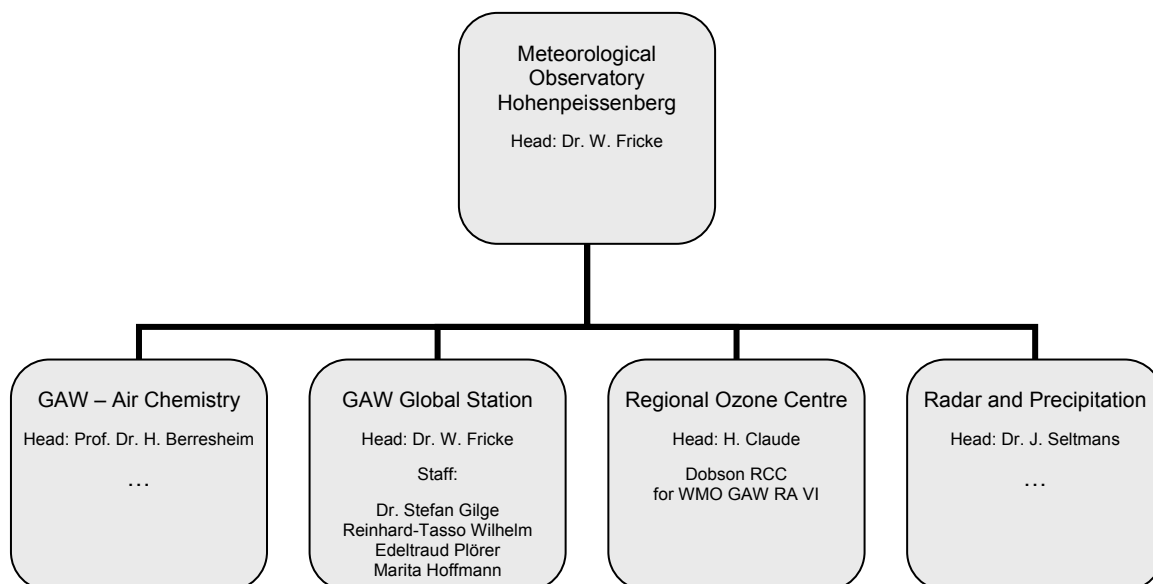 Meteorological
Observatory
Hohenpeissenberg
Head: Dr. W. Fricke
GAW – Air Chemistry
Head: Prof. Dr. H. Berresheim
…
GAW Global Station
Head: Dr. W. Fricke
Staff:
Dr. Stefan Gilge
Reinhard-Tasso Wilhelm
Edeltraud Plörer
Marita Hoffmann
Regional Ozone Centre
Head: H. Claude
Dobson RCC
for WMO GAW RA VI
Radar and Precipitation
Head: Dr. J. Seltmans
…